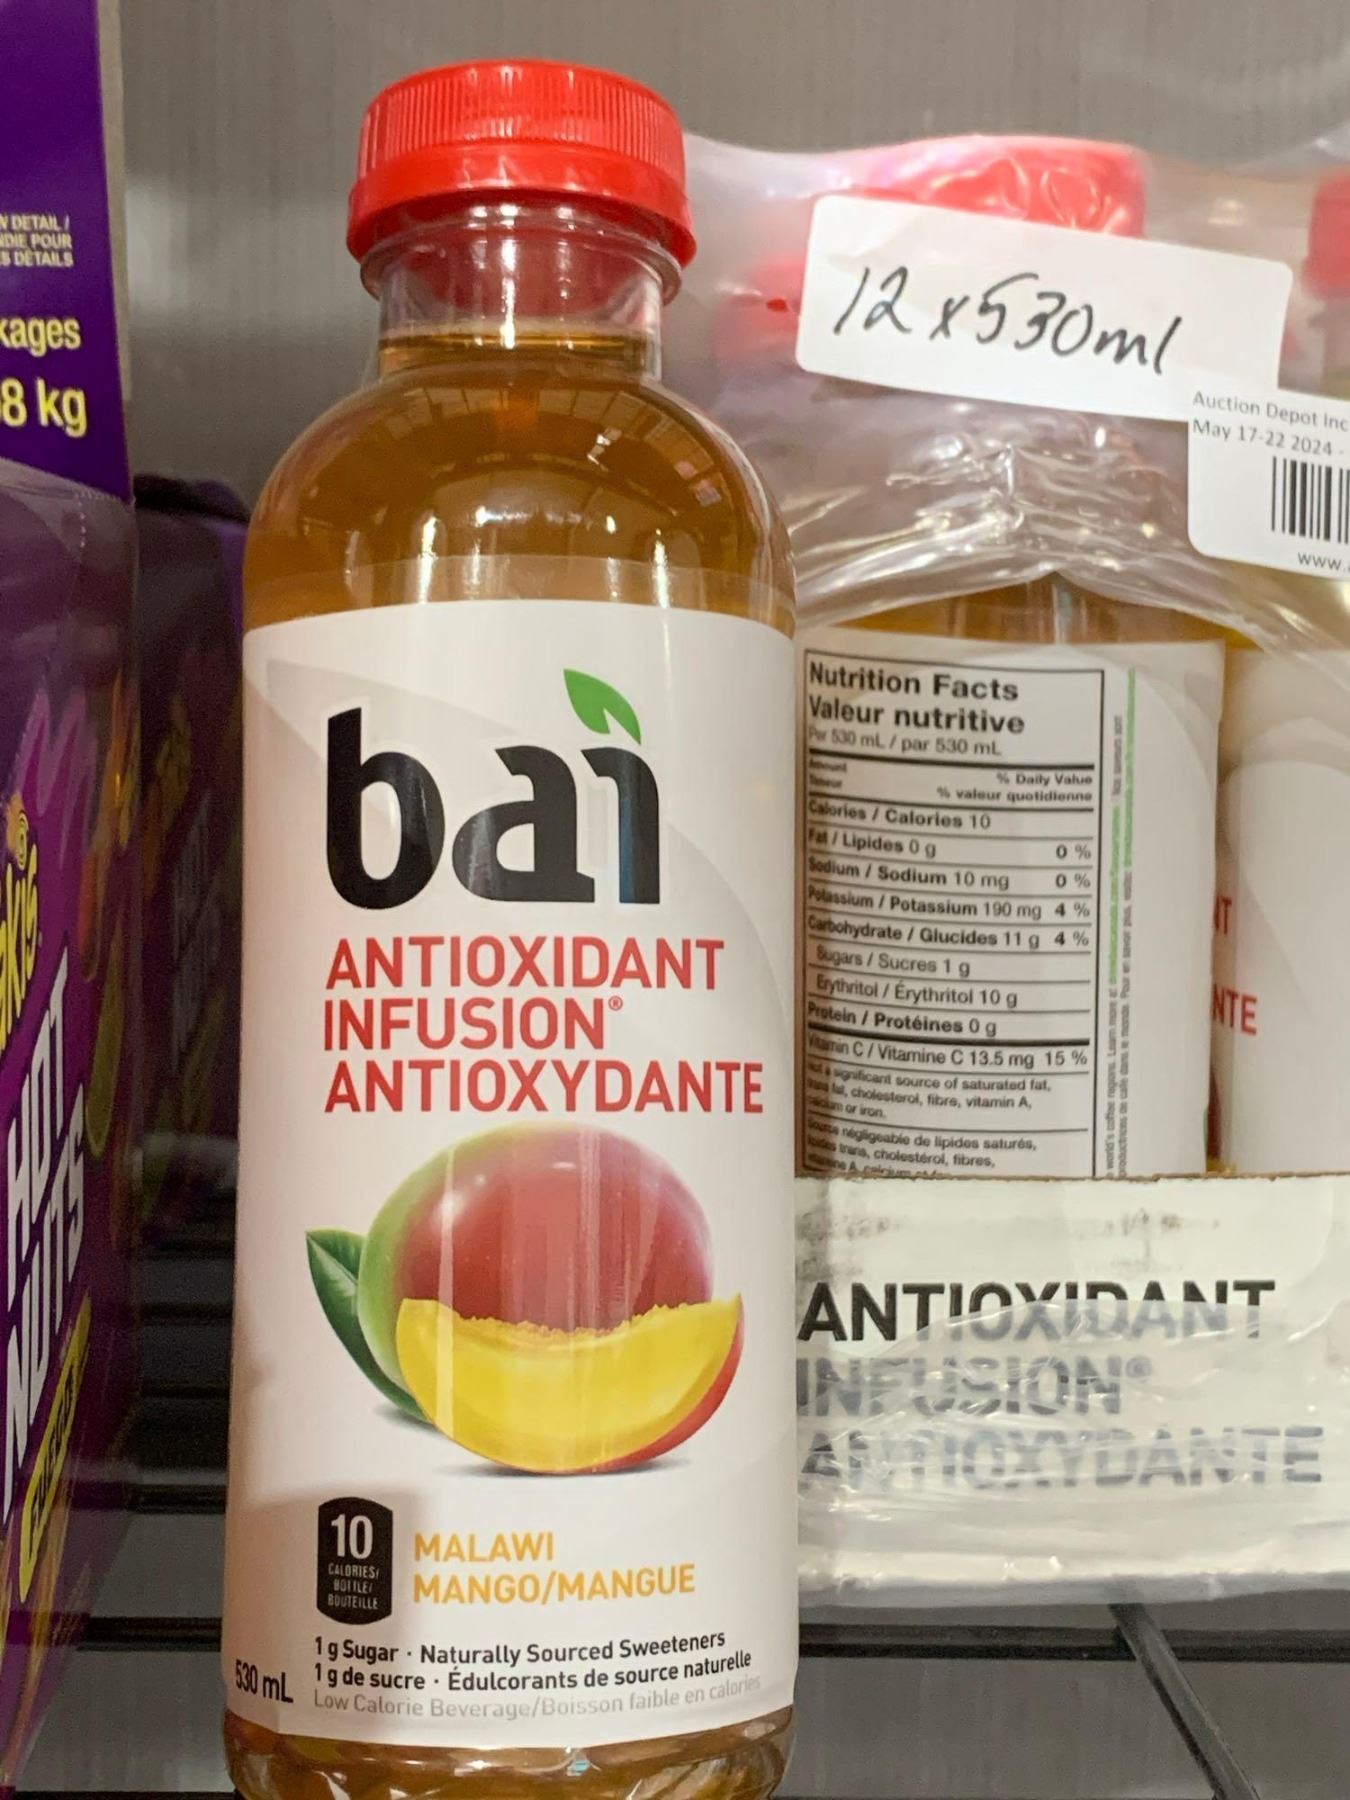 DETAIL /
POUR
DÉTAILS
8 kg
12 x 530ml
Auction Depot Inc
May 17-22 2024 -
www.
bai
ANTIOXIDANT
INFUSION®
ANTIOXYDANTE
10
CALORIES/
BOTTLE/
BOUTEILLE
MALAWI
MANGO/MANGUE
1 g Sugar · Naturally Sourced Sweeteners
1 g de sucre · Édulcorants de source naturelle
530 mL
Low Calorie Beverage/Boisson faible en calories
Nutrition Facts
Valeur nutritive
Per 530 mL / par 530 mL
Amount
Teneur
% Daily Value
% valeur quotidienne
Calories / Calories 10
Fat / Lipides 0 g 0 %
Sodium / Sodium 10 mg 0 %
Potassium / Potassium 190 mg 4 %
Carbohydrate / Glucides 11 g 4 %
Sugars / Sucres 1 g
Erythritol / Érythritol 10 g
Protein / Protéines 0 g
Vitamin C / Vitamine C 13.5 mg 15 %
Not a significant source of saturated fat,
trans fat, cholesterol, fibre, vitamin A,
calcium or iron.
Source négligeable de lipides saturés,
lipides trans, cholestérol, fibres,
ANTIOXIDANT
INFUSION®
ANTIOXYDANTE
HOT
NUTS